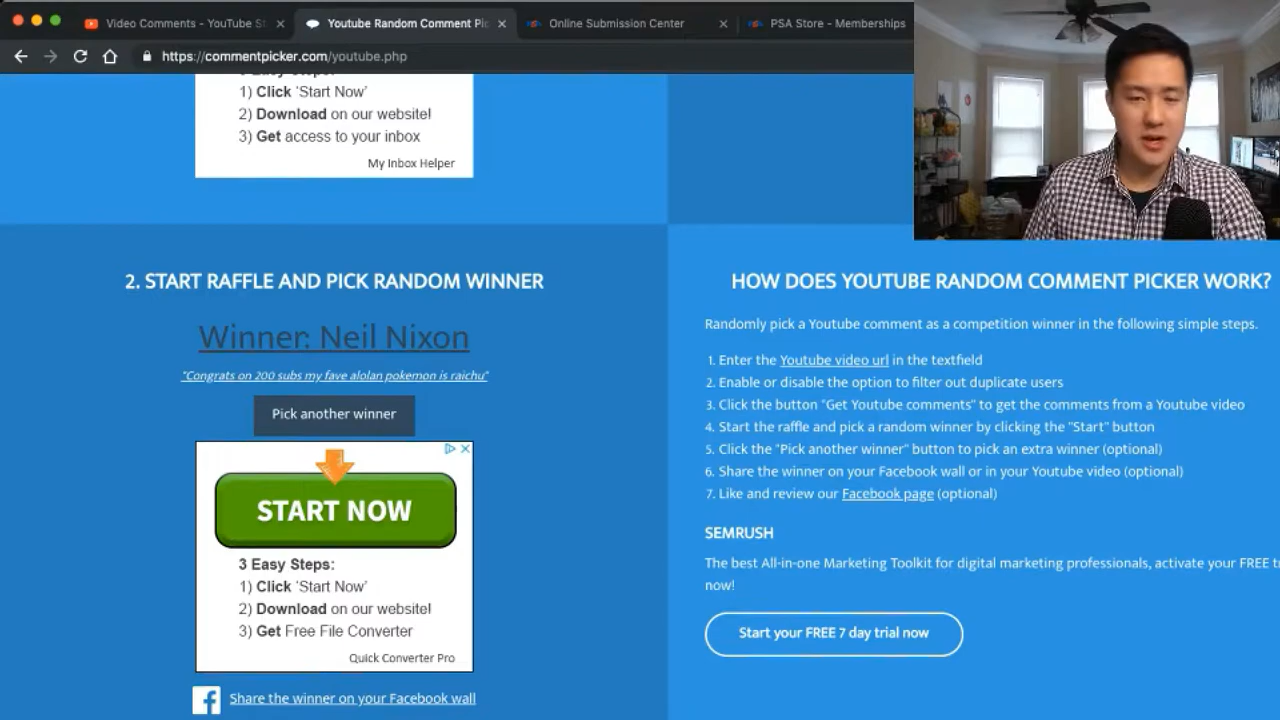 Video Comments - YouTube St
Youtube Random Comment Pic
Online Submission Center
PSA Store - Memberships
https://commentpicker.com/youtube.php
1) Click 'Start Now'
2) Download on our website!
3) Get access to your inbox
My Inbox Helper
2. START RAFFLE AND PICK RANDOM WINNER
Winner: Neil Nixon
"Congrats on 200 subs my fave alolan pokemon is raichu"
Pick another winner
START NOW
3 Easy Steps:
1) Click 'Start Now'
2) Download on our website!
3) Get Free File Converter
Quick Converter Pro
Share the winner on your Facebook wall
HOW DOES YOUTUBE RANDOM COMMENT PICKER WORK?
Randomly pick a Youtube comment as a competition winner in the following simple steps.
1. Enter the Youtube video url in the textfield
2. Enable or disable the option to filter out duplicate users
3. Click the button "Get Youtube comments" to get the comments from a Youtube video
4. Start the raffle and pick a random winner by clicking the "Start" button
5. Click the "Pick another winner" button to pick an extra winner (optional)
6. Share the winner on your Facebook wall or in your Youtube video (optional)
7. Like and review our Facebook page (optional)
SEMRUSH
The best All-in-one Marketing Toolkit for digital marketing professionals, activate your FREE t
now!
Start your FREE 7 day trial now